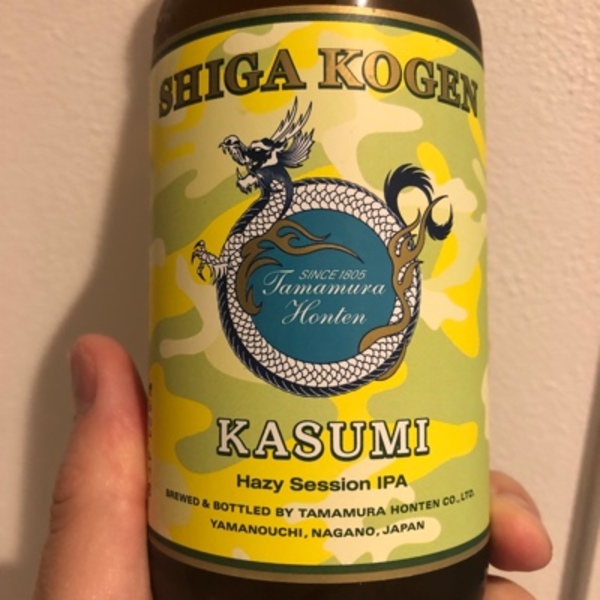 SHIGA KOGEN
SINCE 1805
Tamamura
Honten
KASUMI
Hazy Session IPA
BREWED & BOTTLED BY TAMAMURA HONTEN CO., LTD.
YAMANOUCHI, NAGANO, JAPAN